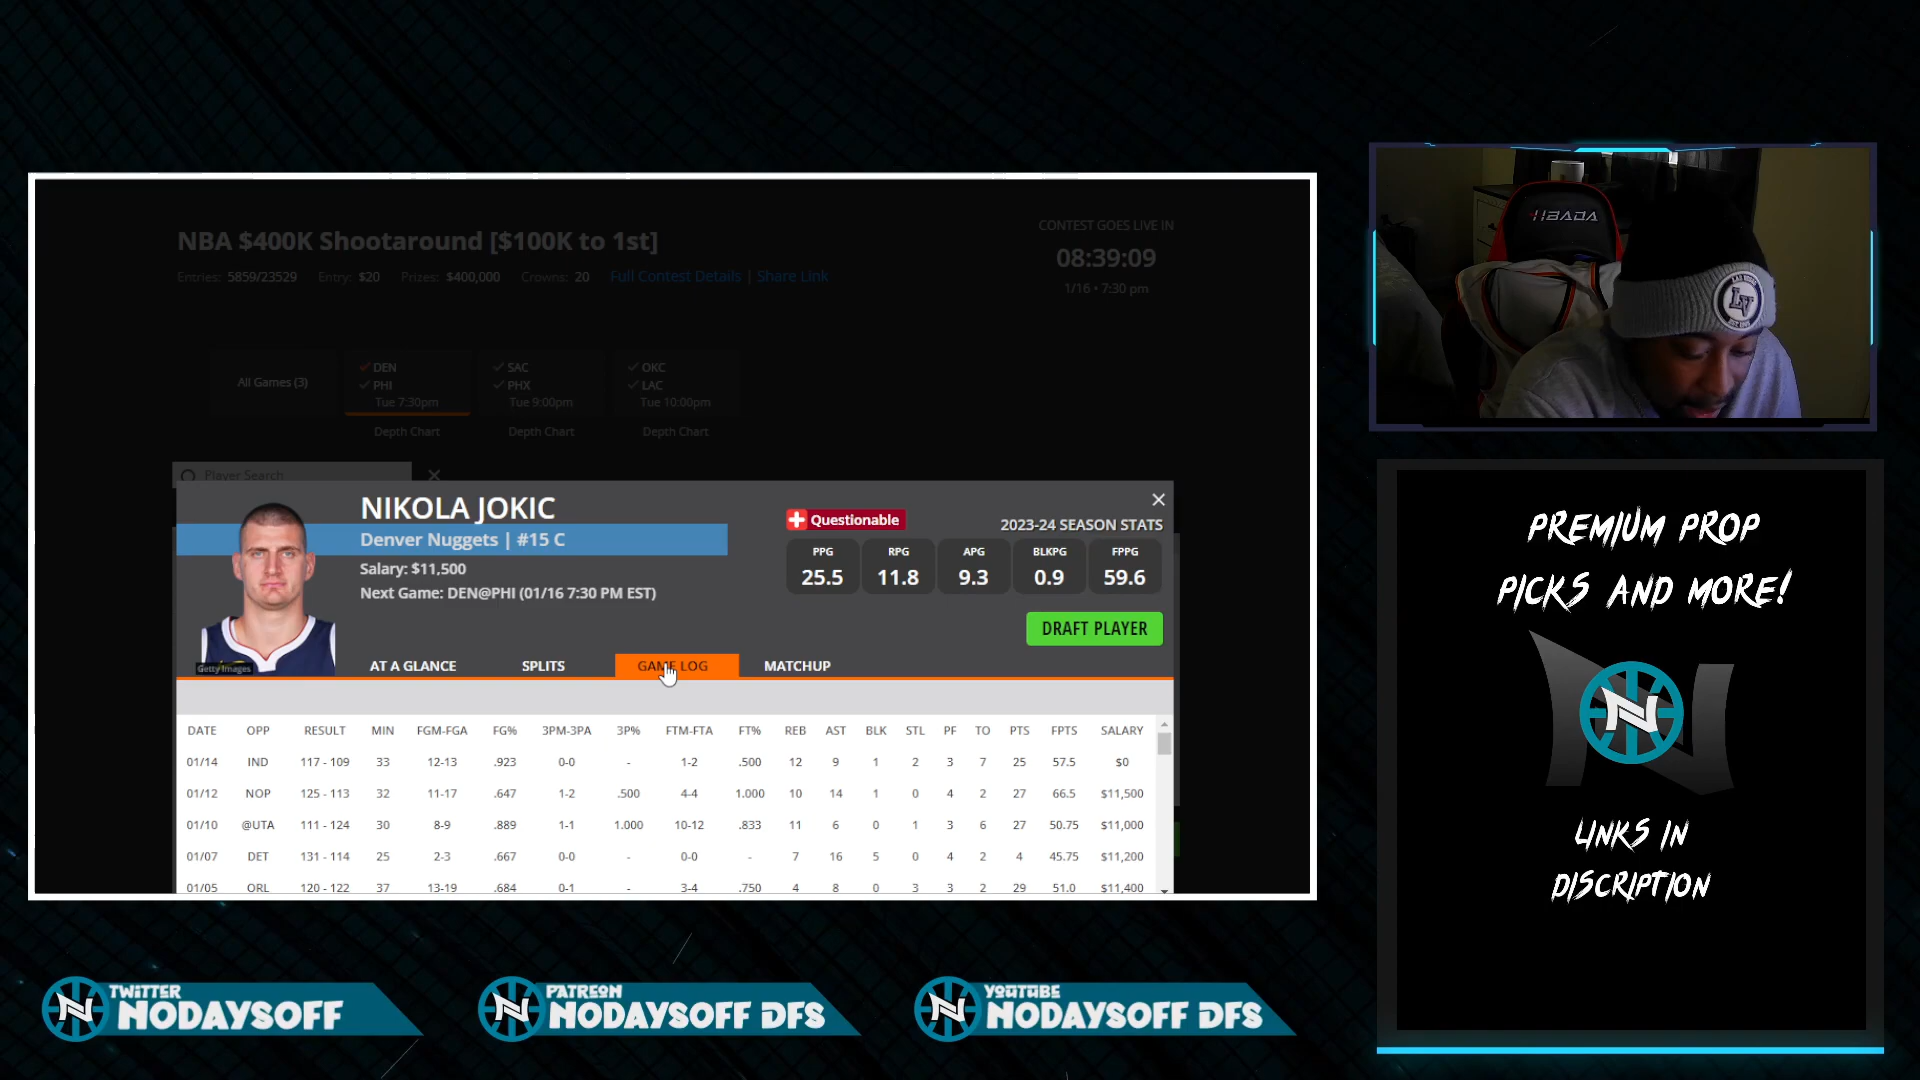 NBA $400K Shootaround [$100K to 1st]
Entries: 5859/23529 Entry: $20 Prizes: $400,000 Crowns: 20 Full Contest Details | Share Link
CONTEST GOES LIVE IN
08:39:09
1/16 • 7:30 pm
All Games (3)
DEN
PHI
Tue 7:30pm
Depth Chart
SAC
PHX
Tue 9:00pm
Depth Chart
OKC
LAC
Tue 10:00pm
Depth Chart
Player Search
NIKOLA JOKIC
Denver Nuggets | #15 C
Salary: $11,500
Next Game: DEN@PHI (01/16 7:30 PM EST)
Getty Images
Questionable
2023-24 SEASON STATS
PPG RPG APG BLKPG FPPG
25.5 11.8 9.3 0.9 59.6
DRAFT PLAYER
AT A GLANCE SPLITS GAME LOG MATCHUP
DATE OPP RESULT MIN FGM-FGA FG% 3PM-3PA 3P% FTM-FTA FT% REB AST BLK STL PF TO PTS FPTS SALARY
01/14 IND 117 - 109 33 12-13 .923 0-0 - 1-2 .500 12 9 1 2 3 7 25 57.5 $0
01/12 NOP 125 - 113 32 11-17 .647 1-2 .500 4-4 1.000 10 14 1 0 4 2 27 66.5 $11,500
01/10 @UTA 111 - 124 30 8-9 .889 1-1 1.000 10-12 .833 11 6 0 1 3 6 27 50.75 $11,000
01/07 DET 131 - 114 25 2-3 .667 0-0 - 0-0 - 7 16 5 0 4 2 4 45.75 $11,200
01/05 ORL 120 - 122 37 13-19 .684 0-1 - 3-4 .750 4 8 0 3 3 2 29 51.0 $11,400
HBADA
LV
PREMIUM PROP
PICKS AND MORE!
N
LINKS IN
DISCRIPTION
TWITTER
NODAYSOFF
PATREON
NODAYSOFF DFS
YOUTUBE
NODAYSOFF DFS